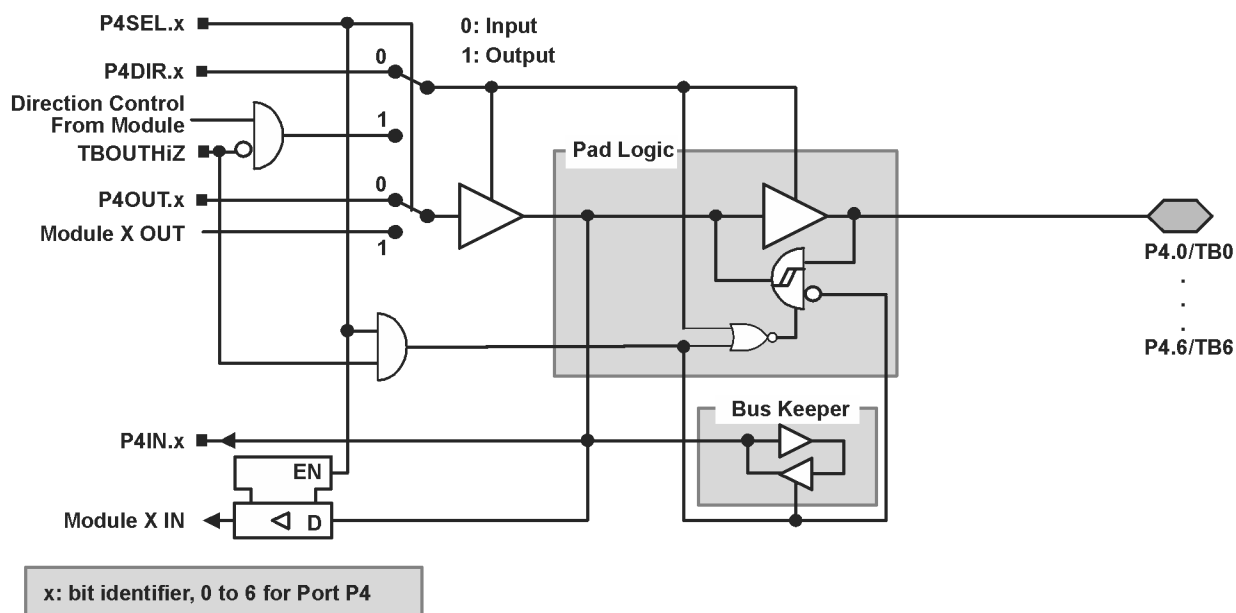 P4SEL.x
0: Input
1: Output
P4DIR.x
0
Direction Control
From Module
1
TBOUTHiZ
Pad Logic
P4OUT.x
0
Module X OUT
1
P4.0/TB0
.
.
.
P4.6/TB6
Bus Keeper
P4IN.x
EN
Module X IN
D
x: bit identifier, 0 to 6 for Port P4